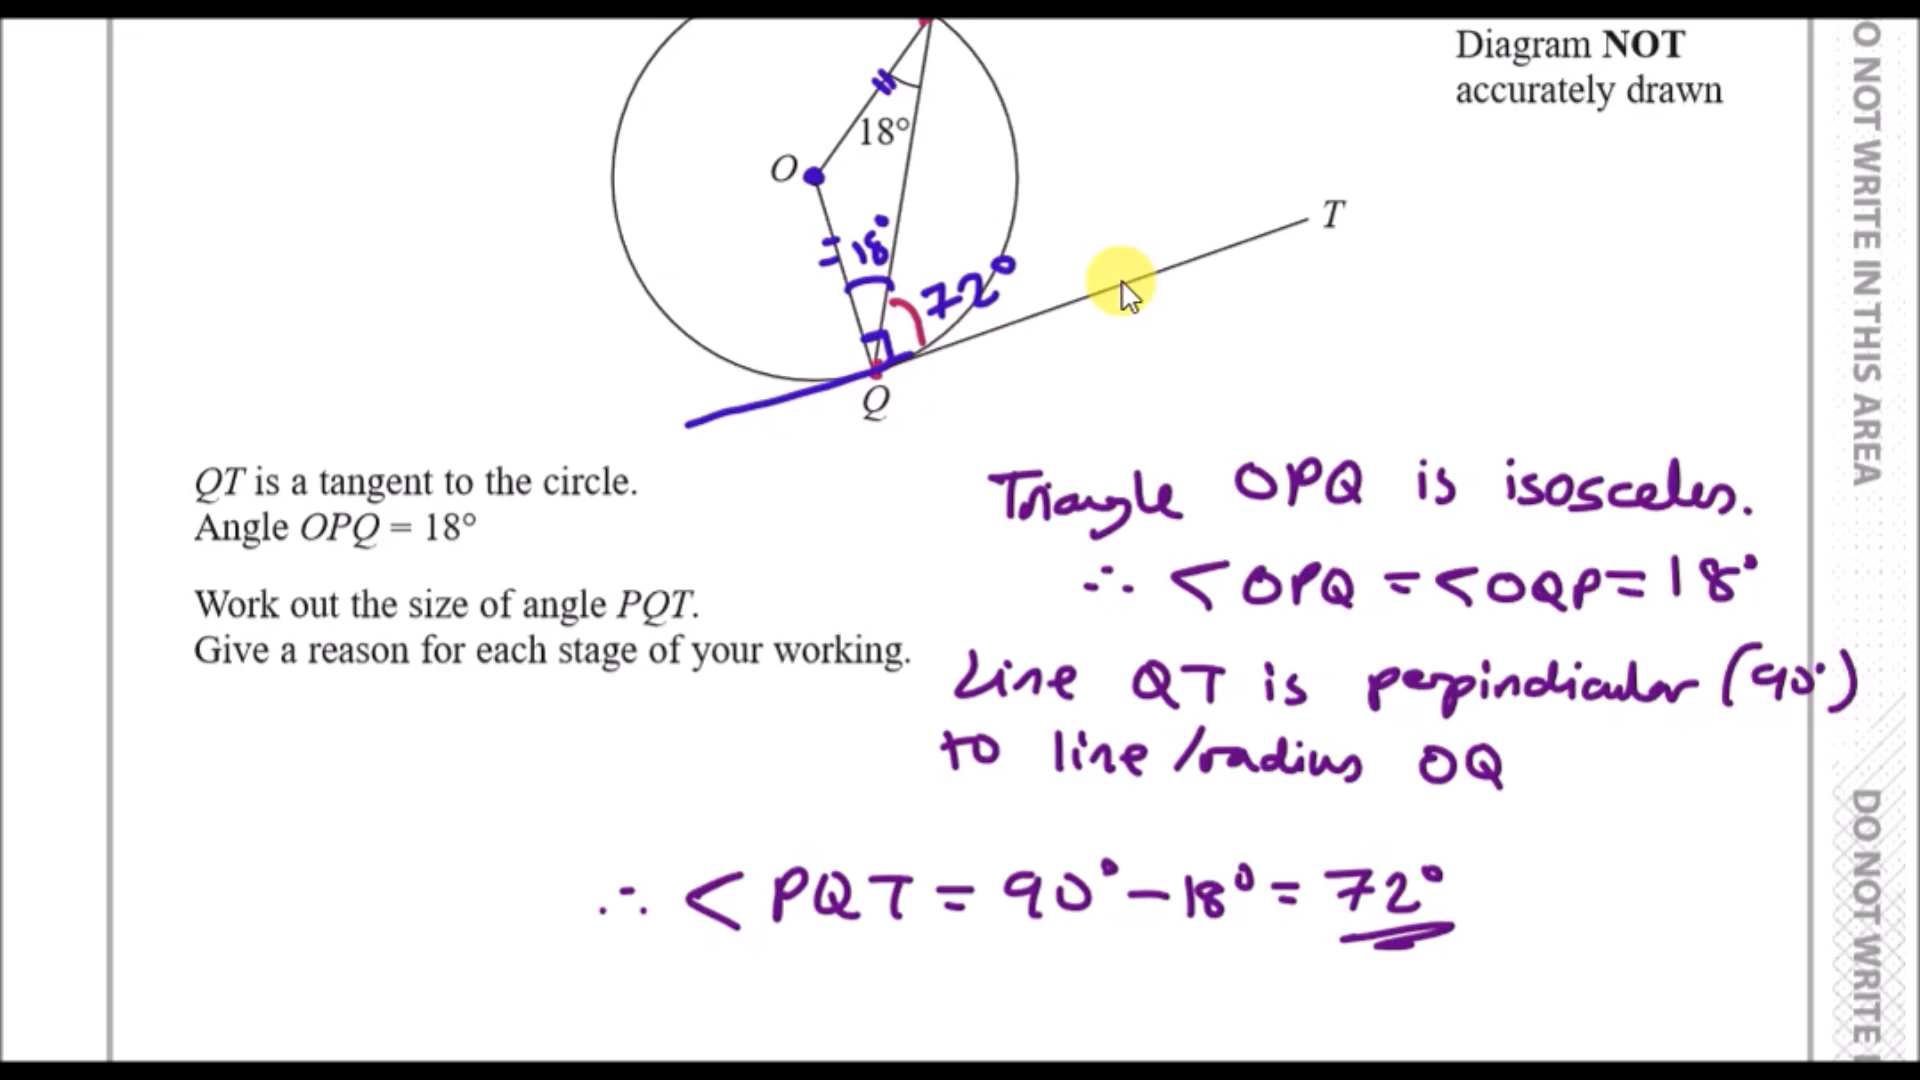 Diagram NOT
accurately drawn
18°
O
T
= 18°
72°
Q
QT is a tangent to the circle.
Angle OPQ = 18°
Work out the size of angle PQT.
Give a reason for each stage of your working.
Triangle OPQ is isosceles.
∴ < OPQ = < OQP = 18°
Line QT is perpindicular (90°)
to line/radius OQ
∴ < PQT = 90° - 18° = 72°
O NOT WRITE IN THIS AREA
DO NOT WRITE